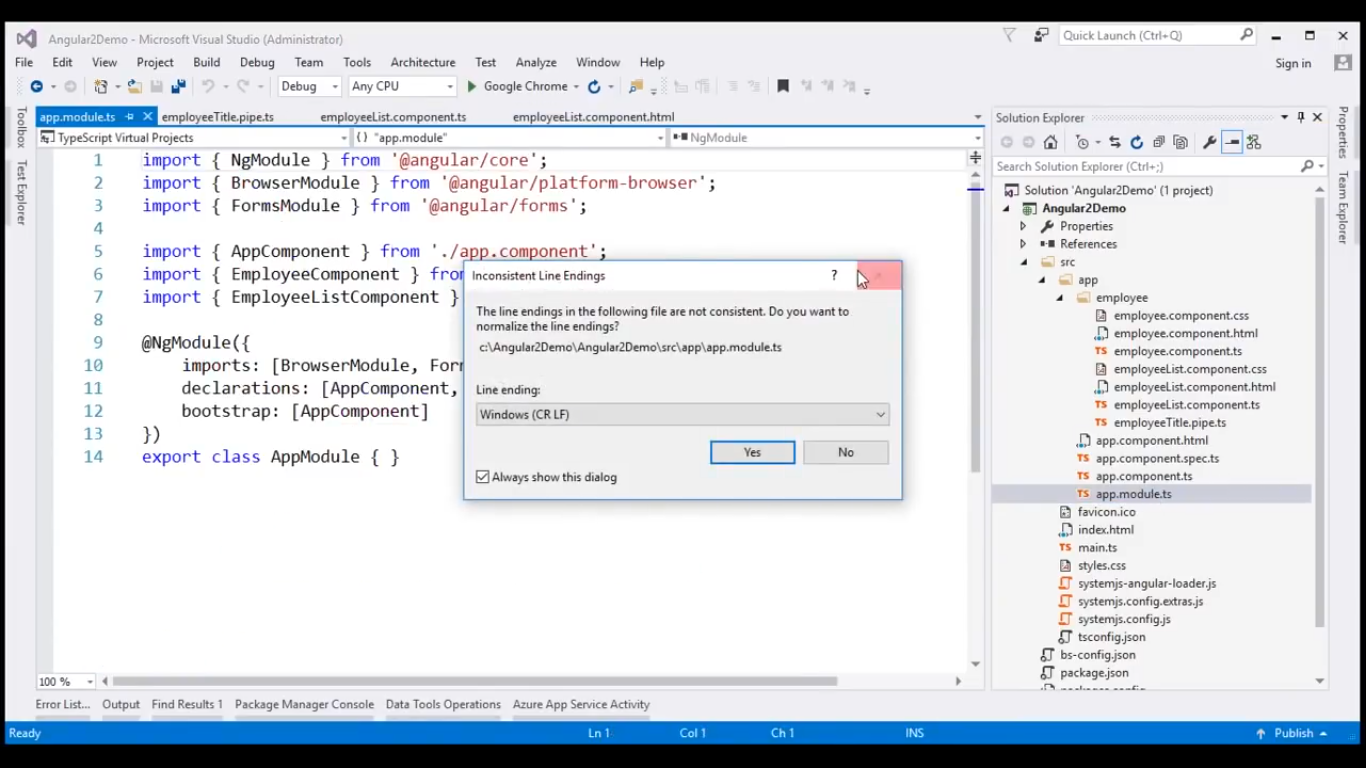 Angular2Demo - Microsoft Visual Studio (Administrator)
Quick Launch (Ctrl+Q)
File Edit View Project Build Debug Team Tools Architecture Test Analyze Window Help
Sign in
Debug Any CPU Google Chrome
app.module.ts employeeTitle.pipe.ts employeeList.component.ts employeeList.component.html
TypeScript Virtual Projects {} "app.module" NgModule
Toolbox
Test Explorer
1 import { NgModule } from '@angular/core';
2 import { BrowserModule } from '@angular/platform-browser';
3 import { FormsModule } from '@angular/forms';
4
5 import { AppComponent } from './app.component';
6 import { EmployeeComponent } from
7 import { EmployeeListComponent }
8
9 @NgModule({
10 imports: [BrowserModule, For
11 declarations: [AppComponent,
12 bootstrap: [AppComponent]
13 })
14 export class AppModule { }
Inconsistent Line Endings ?
The line endings in the following file are not consistent. Do you want to
normalize the line endings?
c:\Angular2Demo\Angular2Demo\src\app\app.module.ts
Line ending:
Windows (CR LF)
Yes No
Always show this dialog
Solution Explorer
Search Solution Explorer (Ctrl+;)
Solution 'Angular2Demo' (1 project)
Angular2Demo
Properties
References
src
app
employee
employee.component.css
employee.component.html
TS employee.component.ts
employeeList.component.css
employeeList.component.html
TS employeeList.component.ts
TS employeeTitle.pipe.ts
app.component.html
TS app.component.spec.ts
TS app.component.ts
TS app.module.ts
favicon.ico
index.html
TS main.ts
styles.css
systemjs-angular-loader.js
systemjs.config.extras.js
systemjs.config.js
tsconfig.json
bs-config.json
package.json
Properties
Team Explorer
100 %
Error List... Output Find Results 1 Package Manager Console Data Tools Operations Azure App Service Activity
Ready Ln 1 Col 1 Ch 1 INS Publish